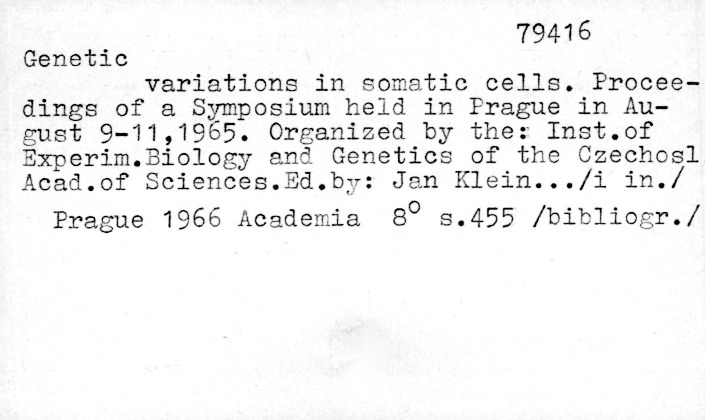 79416
Genetic
variations in somatic cells. Procee-
dings of a Symposium held in Prague in Au-
gust 9-11,1965. Organized by the: Inst.of
Experim.Biology and Genetics of the Czechosl
Acad.of Sciences.Ed.by: Jan Klein.../i in./
Prague 1966 Academia 8° s.455 /bibliogr./